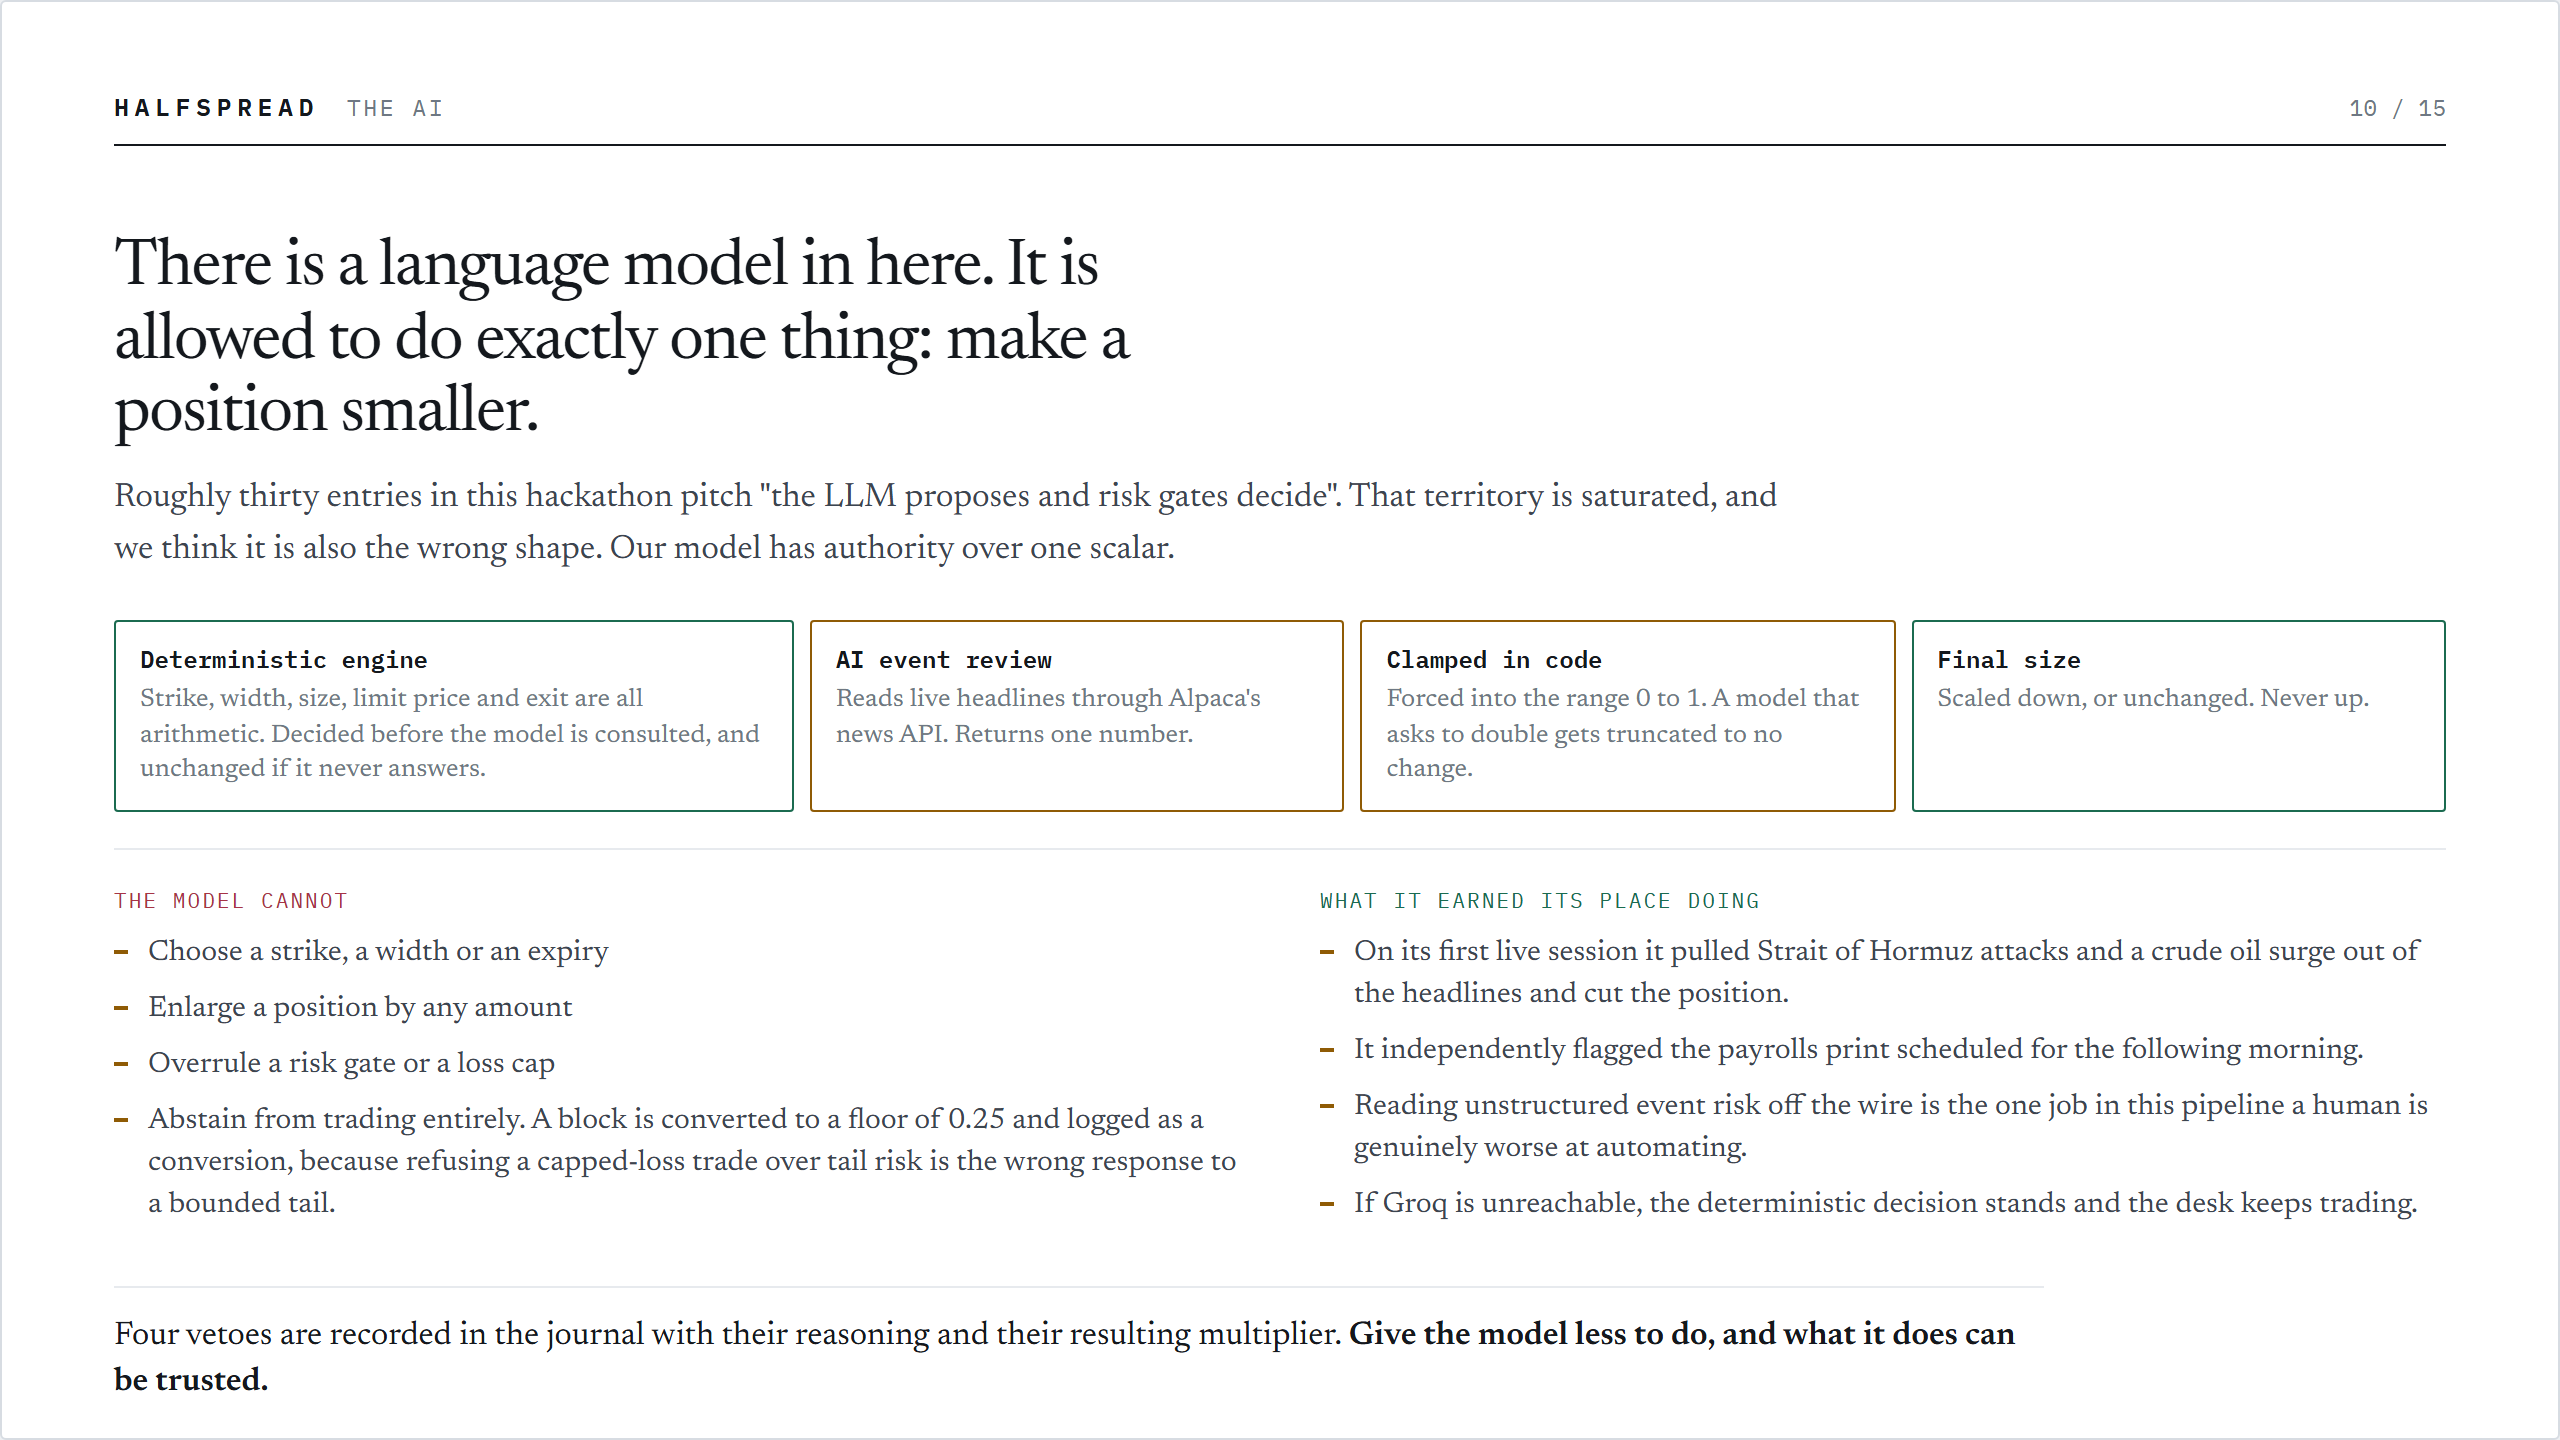 HALFSPREAD THE AI 10 / 15
There is a language model in here. It is
allowed to do exactly one thing: make a
position smaller.
Roughly thirty entries in this hackathon pitch "the LLM proposes and risk gates decide". That territory is saturated, and
we think it is also the wrong shape. Our model has authority over one scalar.
Deterministic engine
Strike, width, size, limit price and exit are all
arithmetic. Decided before the model is consulted, and
unchanged if it never answers.
AI event review
Reads live headlines through Alpaca's
news API. Returns one number.
Clamped in code
Forced into the range 0 to 1. A model that
asks to double gets truncated to no
change.
Final size
Scaled down, or unchanged. Never up.
THE MODEL CANNOT
– Choose a strike, a width or an expiry
– Enlarge a position by any amount
– Overrule a risk gate or a loss cap
– Abstain from trading entirely. A block is converted to a floor of 0.25 and logged as a
conversion, because refusing a capped-loss trade over tail risk is the wrong response to
a bounded tail.
WHAT IT EARNED ITS PLACE DOING
– On its first live session it pulled Strait of Hormuz attacks and a crude oil surge out of
the headlines and cut the position.
– It independently flagged the payrolls print scheduled for the following morning.
– Reading unstructured event risk off the wire is the one job in this pipeline a human is
genuinely worse at automating.
– If Groq is unreachable, the deterministic decision stands and the desk keeps trading.
Four vetoes are recorded in the journal with their reasoning and their resulting multiplier. Give the model less to do, and what it does can
be trusted.